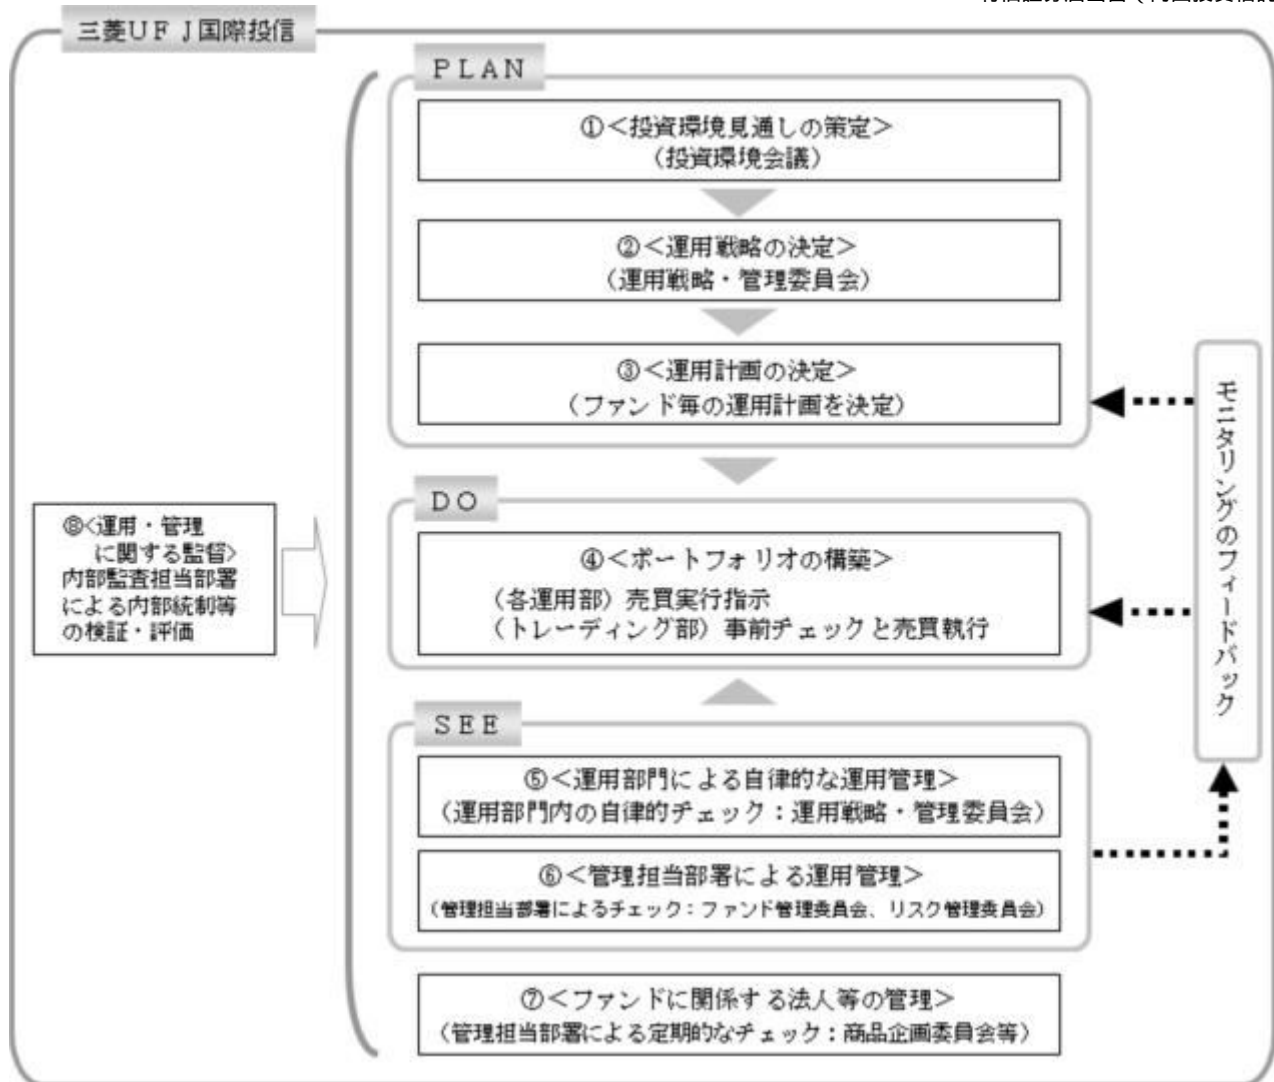 三菱UFJ国際投信
PLAN
①<投資環境見通しの策定>
(投資環境会議)
②<運用戦略の決定>
(運用戦略・管理委員会)
③<運用計画の決定>
(ファンド毎の運用計画を決定)
DO
④<ポートフォリオの構築>
(各運用部)売買実行指示
(トレーディング部)事前チェックと売買執行
SEE
⑤<運用部門による自律的な運用管理>
(運用部門内の自律的チェック:運用戦略・管理委員会)
⑥<管理担当部署による運用管理>
(管理担当部署によるチェック:ファンド管理委員会、リスク管理委員会)
⑦<ファンドに関係する法人等の管理>
(管理担当部署による定期的なチェック:商品企画委員会等)
⑧<運用・管理
に関する監督>
内部監査担当部署
による内部統制等
の検証・評価
モニタリングのフィードバック